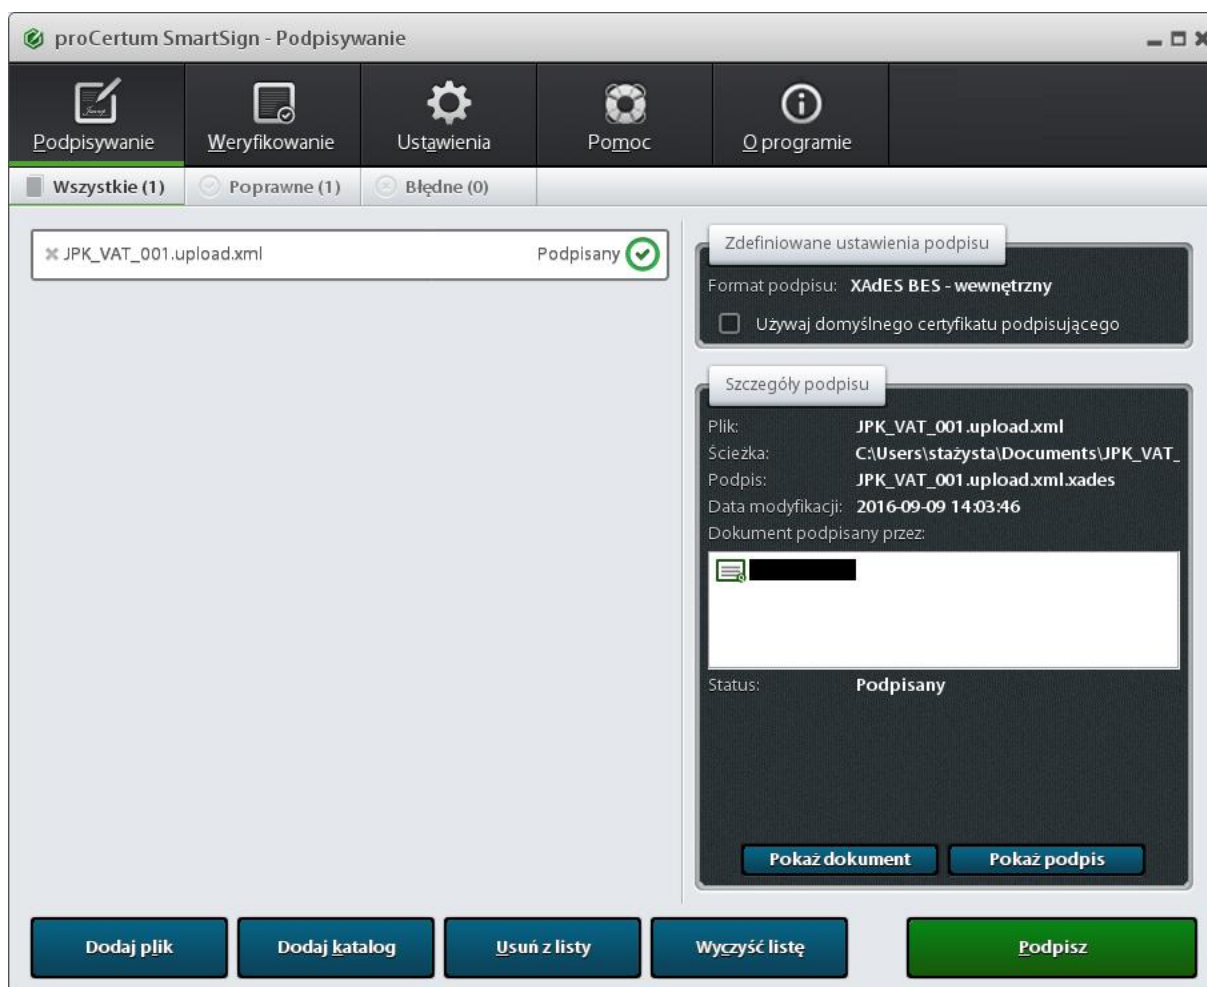 proCertum SmartSign - Podpisywanie
Podpisywanie
Weryfikowanie
Ustawienia
Pomoc
O programie
Wszystkie (1)
Poprawne (1)
Błędne (0)
JPK_VAT_001.upload.xml Podpisany
Zdefiniowane ustawienia podpisu
Format podpisu: XAdES BES - wewnętrzny
Używaj domyślnego certyfikatu podpisującego
Szczegóły podpisu
Plik: JPK_VAT_001.upload.xml
Ścieżka: C:\Users\stażysta\Documents\JPK_VAT_
Podpis: JPK_VAT_001.upload.xml.xades
Data modyfikacji: 2016-09-09 14:03:46
Dokument podpisany przez:
Status: Podpisany
Pokaż dokument
Pokaż podpis
Dodaj plik
Dodaj katalog
Usuń z listy
Wyczyść listę
Podpisz